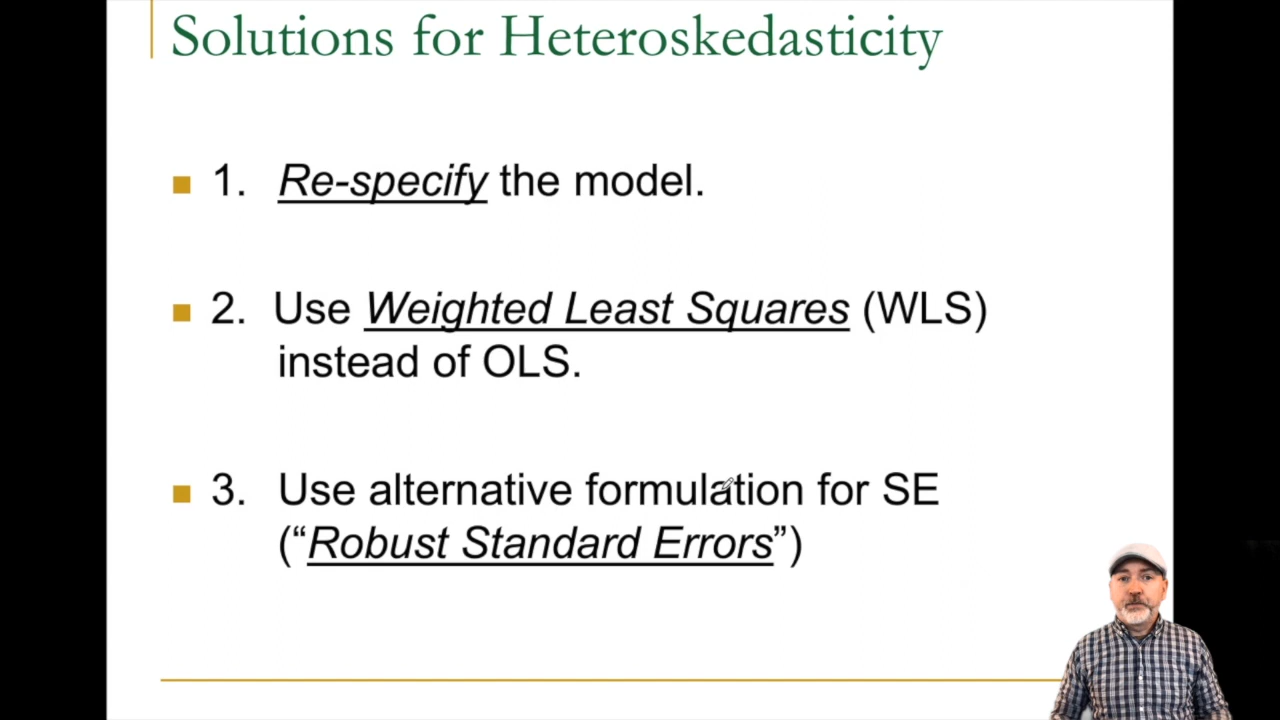 Solutions for Heteroskedasticity
1. Re-specify the model.
2. Use Weighted Least Squares (WLS)
instead of OLS.
3. Use alternative formulation for SE
(“Robust Standard Errors”)